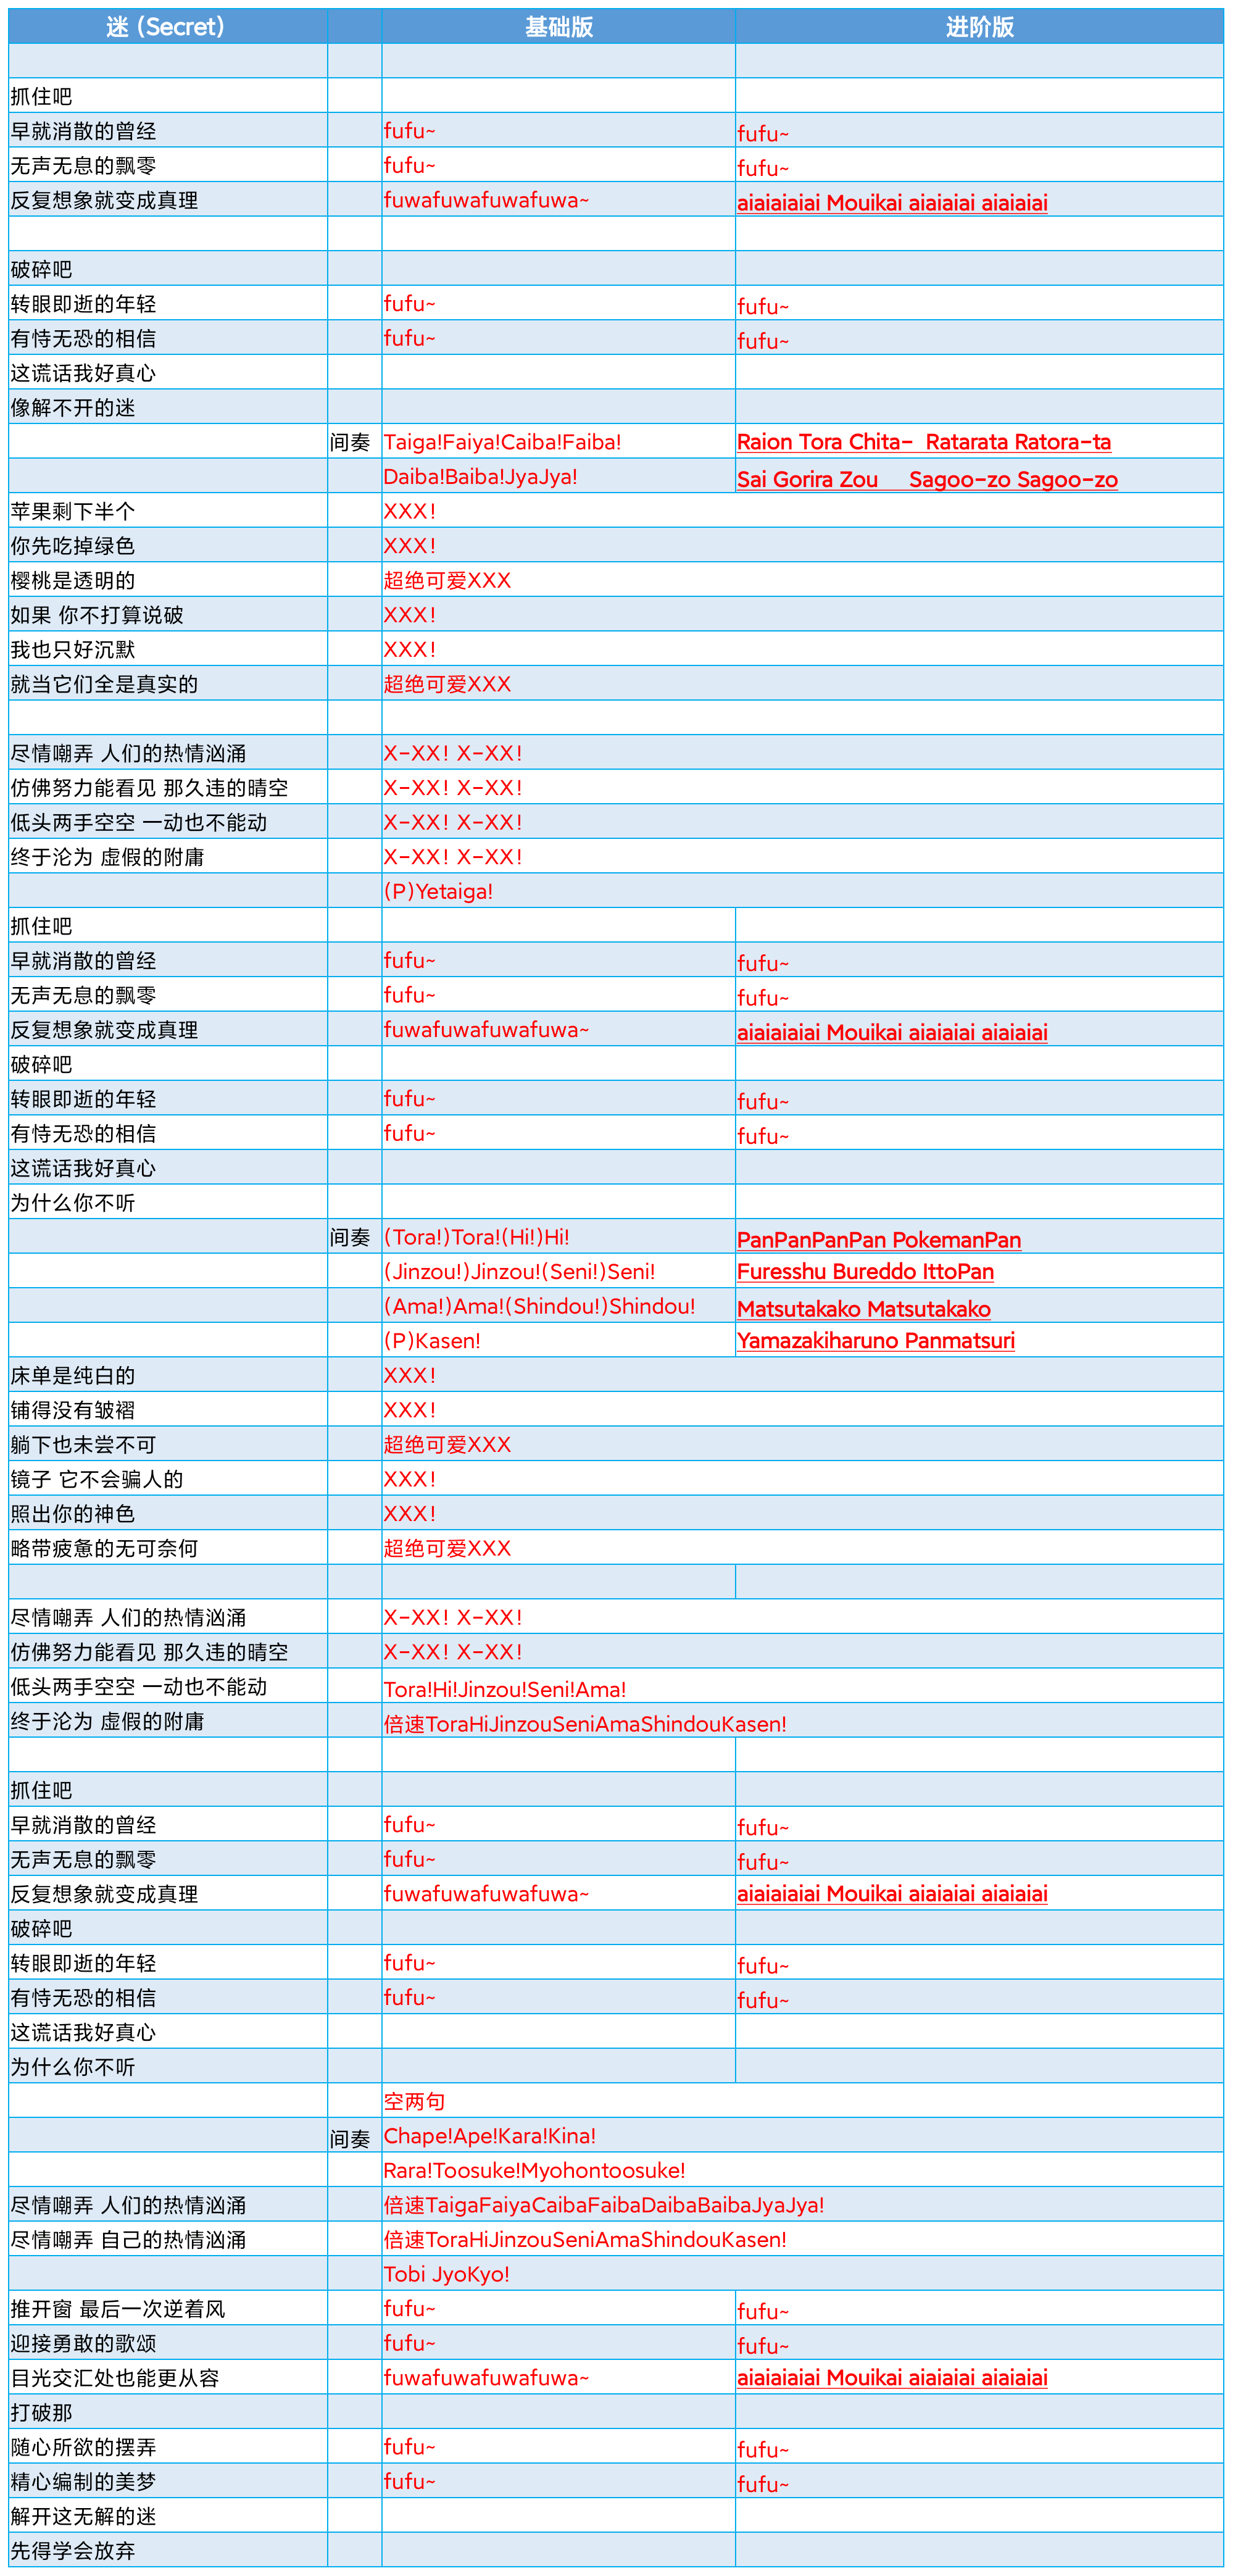 迷 (Secret) 基础版 进阶版
抓住吧
早就消散的曾经 fufu~ fufu~
无声无息的飘零 fufu~ fufu~
反复想象就变成真理 fuwafuwafuwafuwa~ aiaiaiaiai Mouikai aiaiaiai aiaiaiai
破碎吧
转眼即逝的年轻 fufu~ fufu~
有恃无恐的相信 fufu~ fufu~
这谎话我好真心
像解不开的迷
间奏 Taiga!Faiya!Caiba!Faiba! Raion Tora Chita- Ratarata Ratora-ta
Daiba!Baiba!JyaJya! Sai Gorira Zou Sagoo-zo Sagoo-zo
苹果剩下半个 XXX!
你先吃掉绿色 XXX!
樱桃是透明的 超绝可爱XXX
如果 你不打算说破 XXX!
我也只好沉默 XXX!
就当它们全是真实的 超绝可爱XXX
尽情嘲弄 人们的热情汹涌 X-XX! X-XX!
仿佛努力能看见 那久违的晴空 X-XX! X-XX!
低头两手空空 一动也不能动 X-XX! X-XX!
终于沦为 虚假的附庸 X-XX! X-XX!
(P)Yetaiga!
抓住吧
早就消散的曾经 fufu~ fufu~
无声无息的飘零 fufu~ fufu~
反复想象就变成真理 fuwafuwafuwafuwa~ aiaiaiaiai Mouikai aiaiaiai aiaiaiai
破碎吧
转眼即逝的年轻 fufu~ fufu~
有恃无恐的相信 fufu~ fufu~
这谎话我好真心
为什么你不听
间奏 (Tora!)Tora!(Hi!)Hi! PanPanPanPan PokemanPan
(Jinzou!)Jinzou!(Seni!)Seni! Furesshu Bureddo IttoPan
(Ama!)Ama!(Shindou!)Shindou! Matsutakako Matsutakako
(P)Kasen! Yamazakiharuno Panmatsuri
床单是纯白的 XXX!
铺得没有皱褶 XXX!
躺下也未尝不可 超绝可爱XXX
镜子 它不会骗人的 XXX!
照出你的神色 XXX!
略带疲惫的无可奈何 超绝可爱XXX
尽情嘲弄 人们的热情汹涌 X-XX! X-XX!
仿佛努力能看见 那久违的晴空 X-XX! X-XX!
低头两手空空 一动也不能动 Tora!Hi!Jinzou!Seni!Ama!
终于沦为 虚假的附庸 倍速ToraHiJinzouSeniAmaShindouKasen!
抓住吧
早就消散的曾经 fufu~ fufu~
无声无息的飘零 fufu~ fufu~
反复想象就变成真理 fuwafuwafuwafuwa~ aiaiaiaiai Mouikai aiaiaiai aiaiaiai
破碎吧
转眼即逝的年轻 fufu~ fufu~
有恃无恐的相信 fufu~ fufu~
这谎话我好真心
为什么你不听
空两句
间奏 Chape!Ape!Kara!Kina!
Rara!Toosuke!Myohontoosuke!
尽情嘲弄 人们的热情汹涌 倍速TaigaFaiyaCaibaFaibaDaibaBaibaJyaJya!
尽情嘲弄 自己的热情汹涌 倍速ToraHiJinzouSeniAmaShindouKasen!
Tobi JyoKyo!
推开窗 最后一次逆着风 fufu~ fufu~
迎接勇敢的歌颂 fufu~ fufu~
目光交汇处也能更从容 fuwafuwafuwafuwa~ aiaiaiaiai Mouikai aiaiaiai aiaiaiai
打破那
随心所欲的摆弄 fufu~ fufu~
精心编制的美梦 fufu~ fufu~
解开这无解的迷
先得学会放弃